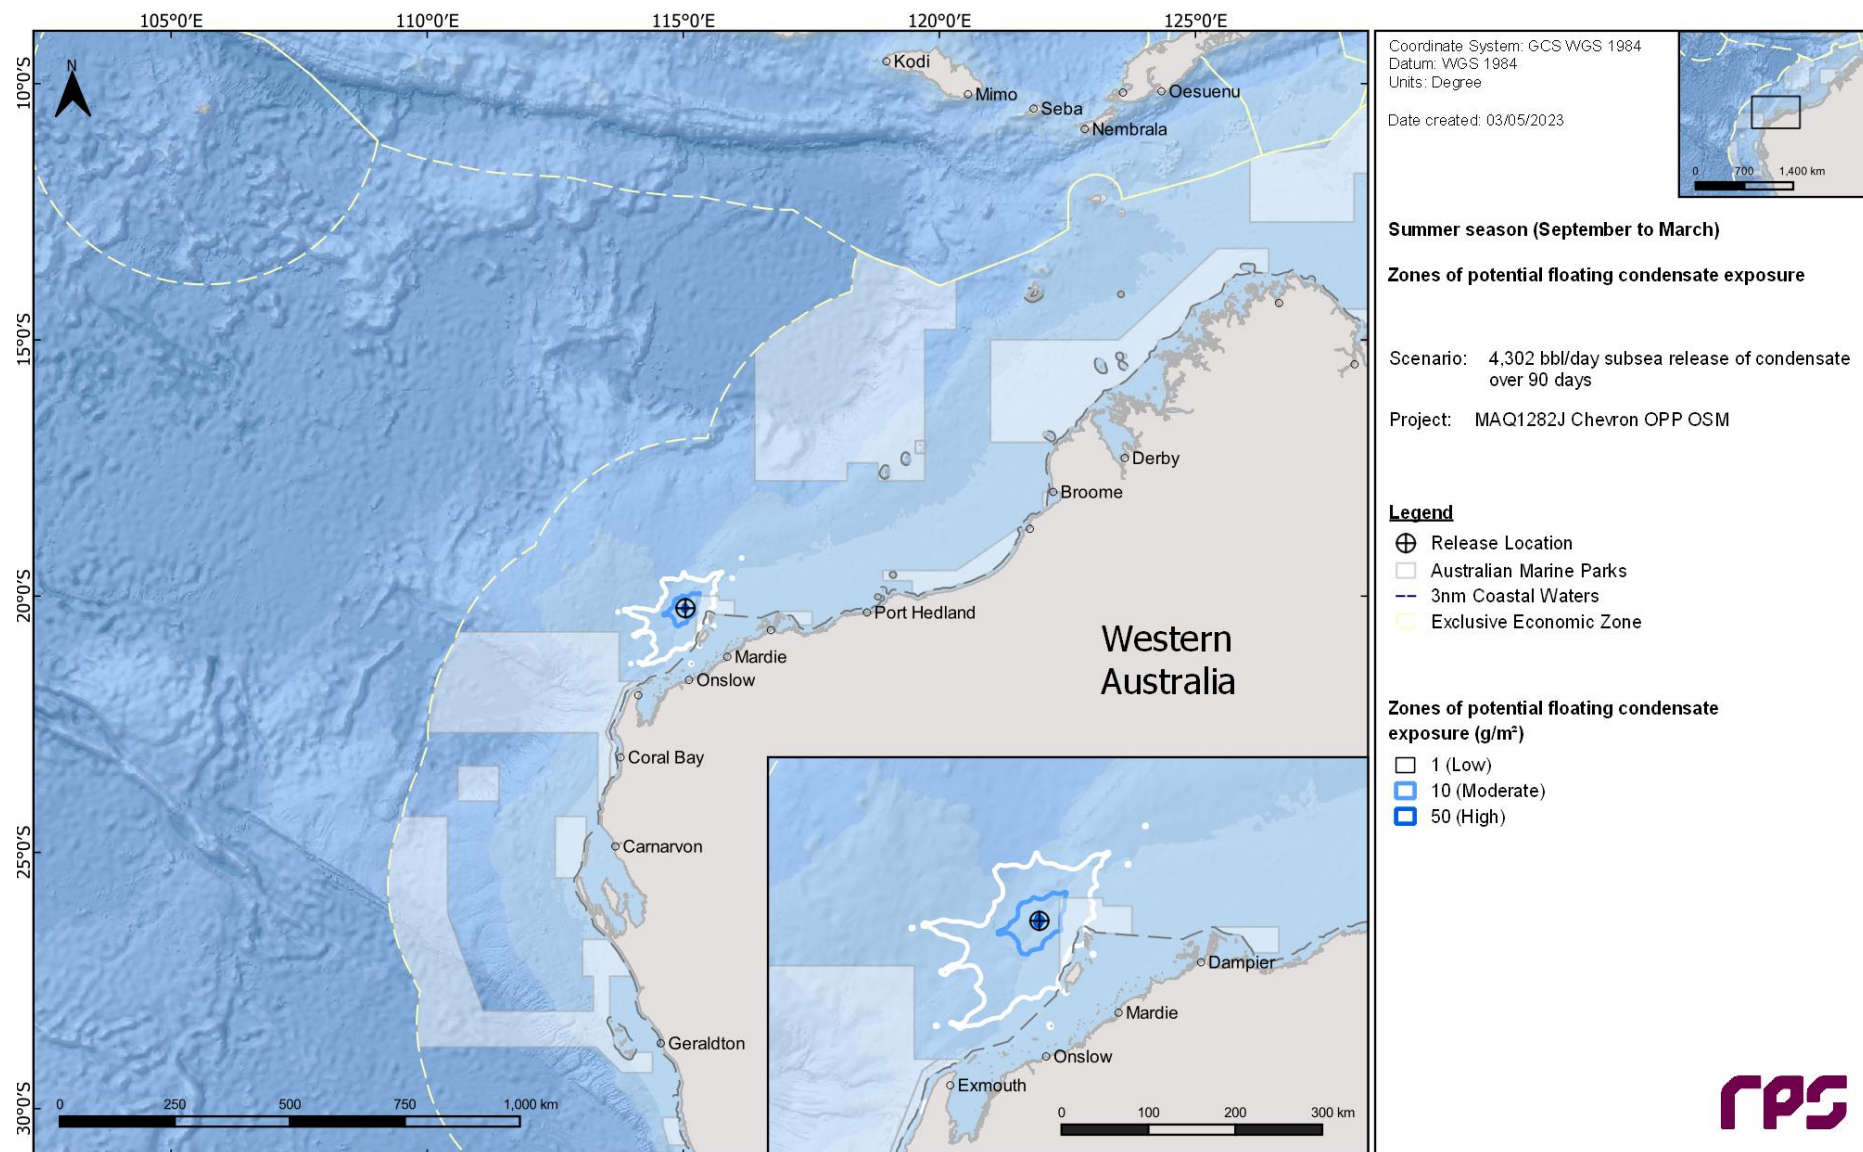 105°0'E 110°0'E 115°0'E 120°0'E 125°0'E
10°0'S
15°0'S
20°0'S
25°0'S
30°0'S
N
Kodi
Mimo
Seba
Oesuenu
Nembrala
Derby
Broome
Port Hedland
Mardie
Onslow
Western
Australia
Coral Bay
Carnarvon
Geraldton
0 250 500 750 1,000 km
Dampier
Mardie
Onslow
Exmouth
0 100 200 300 km
Coordinate System: GCS WGS 1984
Datum: WGS 1984
Units: Degree
Date created: 03/05/2023
0 700 1,400 km
Summer season (September to March)
Zones of potential floating condensate exposure
Scenario: 4,302 bbl/day subsea release of condensate
over 90 days
Project: MAQ1282J Chevron OPP OSM
Legend
Release Location
Australian Marine Parks
3nm Coastal Waters
Exclusive Economic Zone
Zones of potential floating condensate
exposure (g/m²)
1 (Low)
10 (Moderate)
50 (High)
rps